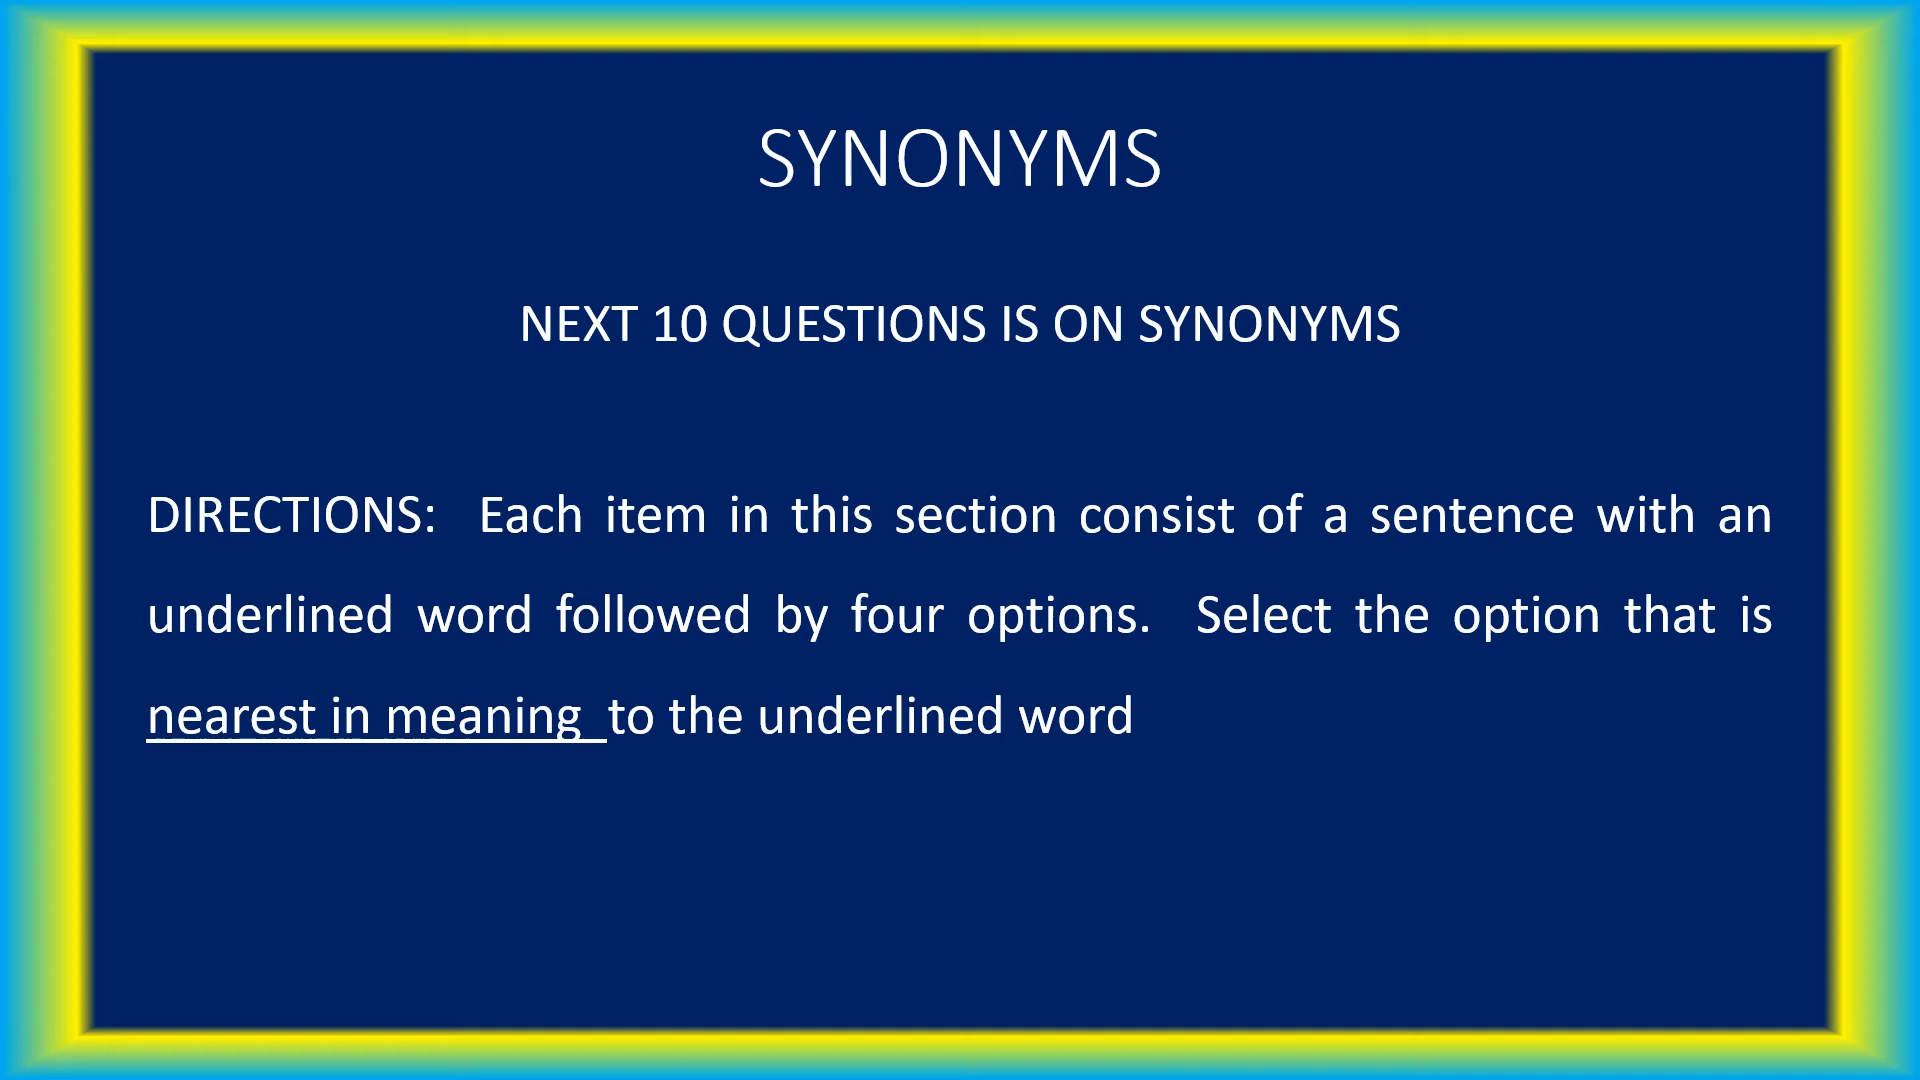 SYNONYMS
NEXT 10 QUESTIONS IS ON SYNONYMS
DIRECTIONS: Each item in this section consist of a sentence with an
underlined word followed by four options. Select the option that is
nearest in meaning to the underlined word